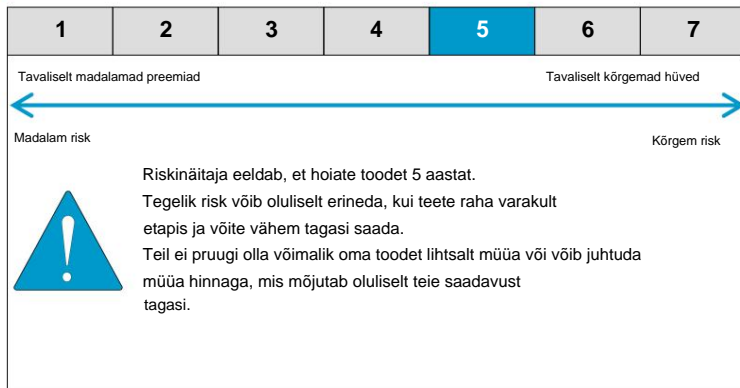 1 2 3 4 5 6 7
Tavaliselt madalamad preemiad Tavaliselt kõrgemad hüved
Madalam risk Kõrgem risk
Riskinäitaja eeldab, et hoiate toodet 5 aastat.
Tegelik risk võib oluliselt erineda, kui teete raha varakult
etapis ja võite vähem tagasi saada.
Teil ei pruugi olla võimalik oma toodet lihtsalt müüa või võib juhtuda
müüa hinnaga, mis mõjutab oluliselt teie saadavust
tagasi.